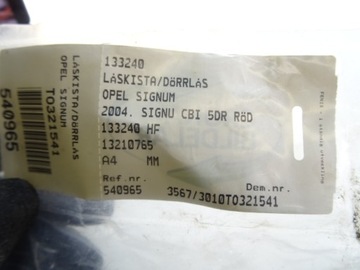 133240
LÅSKISTA/DÖRRLÅS
OPEL SIGNUM
2004. SIGNU CBI 5DR RÖD
133240 HF
13210765
A4 MM
Ref.nr. Dem.nr.
540965 3567/3010T0321541
LÅSKISTA/DÖRRLÅS
OPEL SIGNUM
T0321541
540965